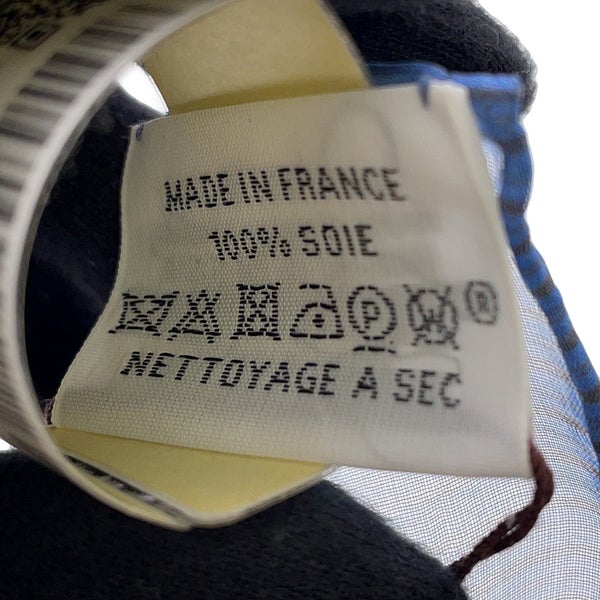 MADE IN FRANCE
100% SOIE
P W ®
NETTOYAGE A SEC